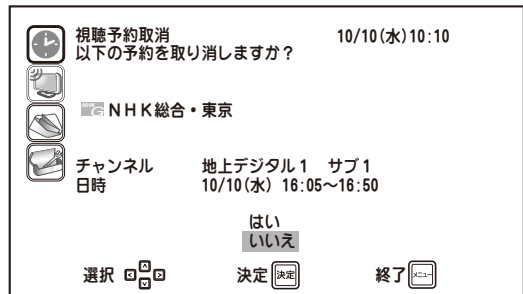 視聴予約取消 10/10(水)10:10
以下の予約を取り消しますか？
NHK G NHK総合・東京
チャンネル 地上デジタル1 サブ1
日時 10/10(水) 16:05～16:50
はい
いいえ
選択 決定 決定 終了 メニュー